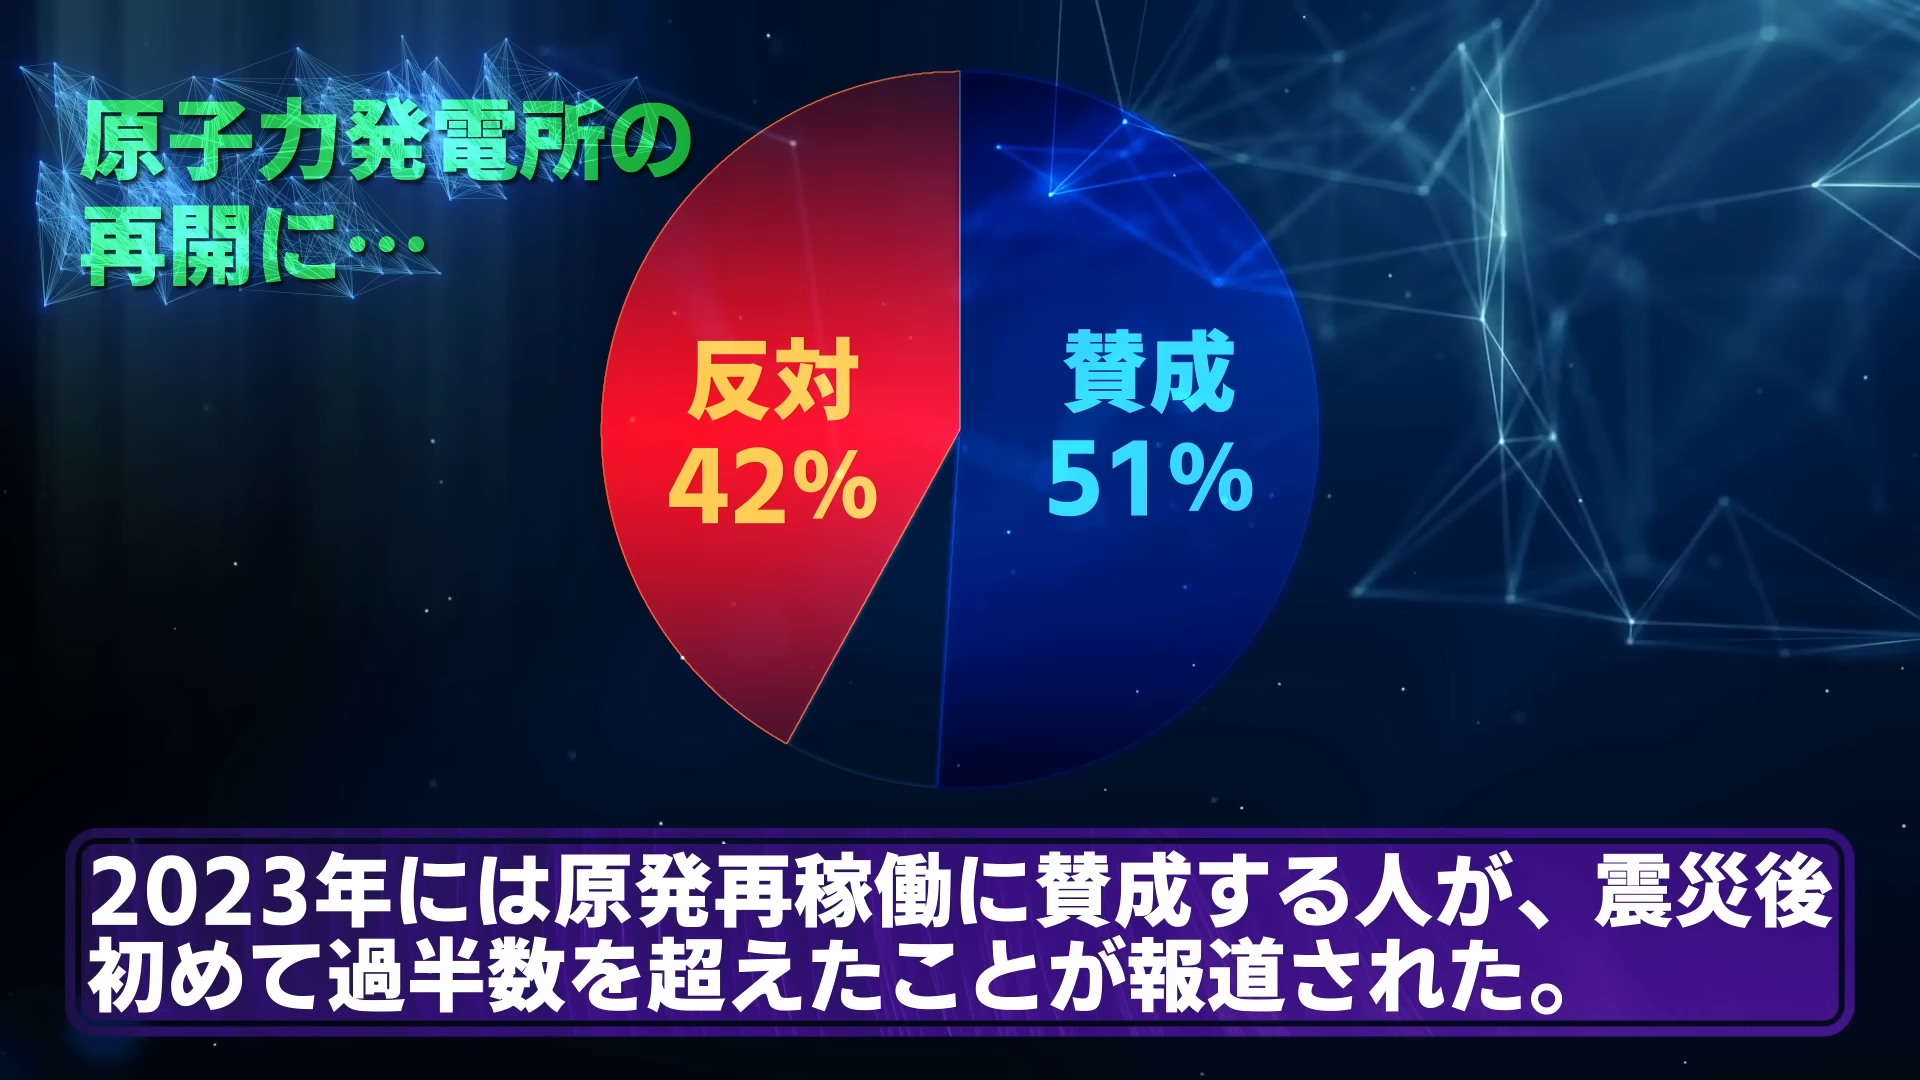 原子力発電所の
再開に…
反対
42%
賛成
51%
2023年には原発再稼働に賛成する人が、震災後
初めて過半数を超えたことが報道された。